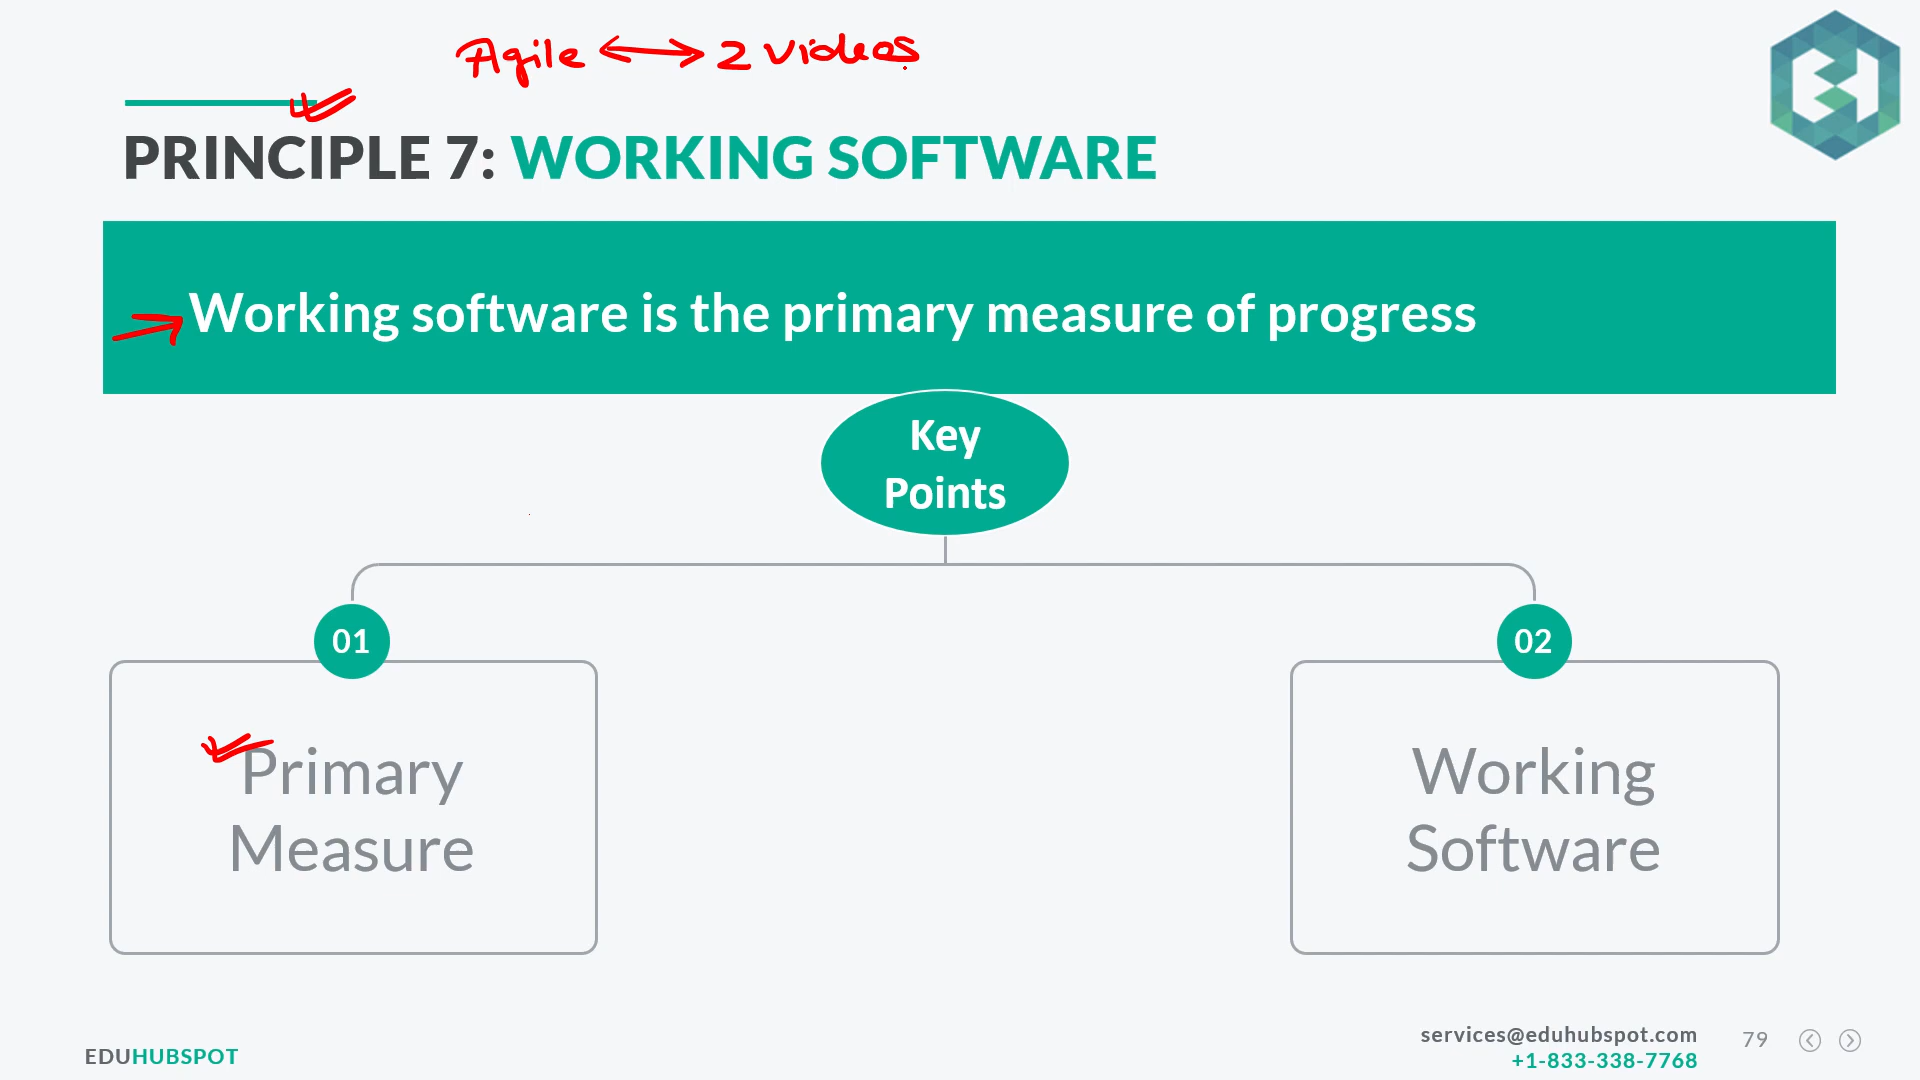 Agile ↔ 2 videos
PRINCIPLE 7: WORKING SOFTWARE
Working software is the primary measure of progress
Key
Points
01
02
Primary
Measure
Working
Software
EDUHUBSPOT
services@eduhubspot.com
+1-833-338-7768
79